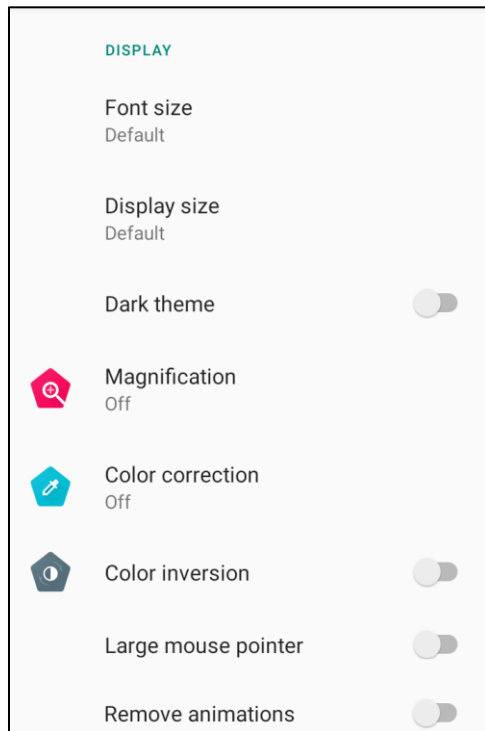 DISPLAY
Font size
Default
Display size
Default
Dark theme
Magnification
Off
Color correction
Off
Color inversion
Large mouse pointer
Remove animations